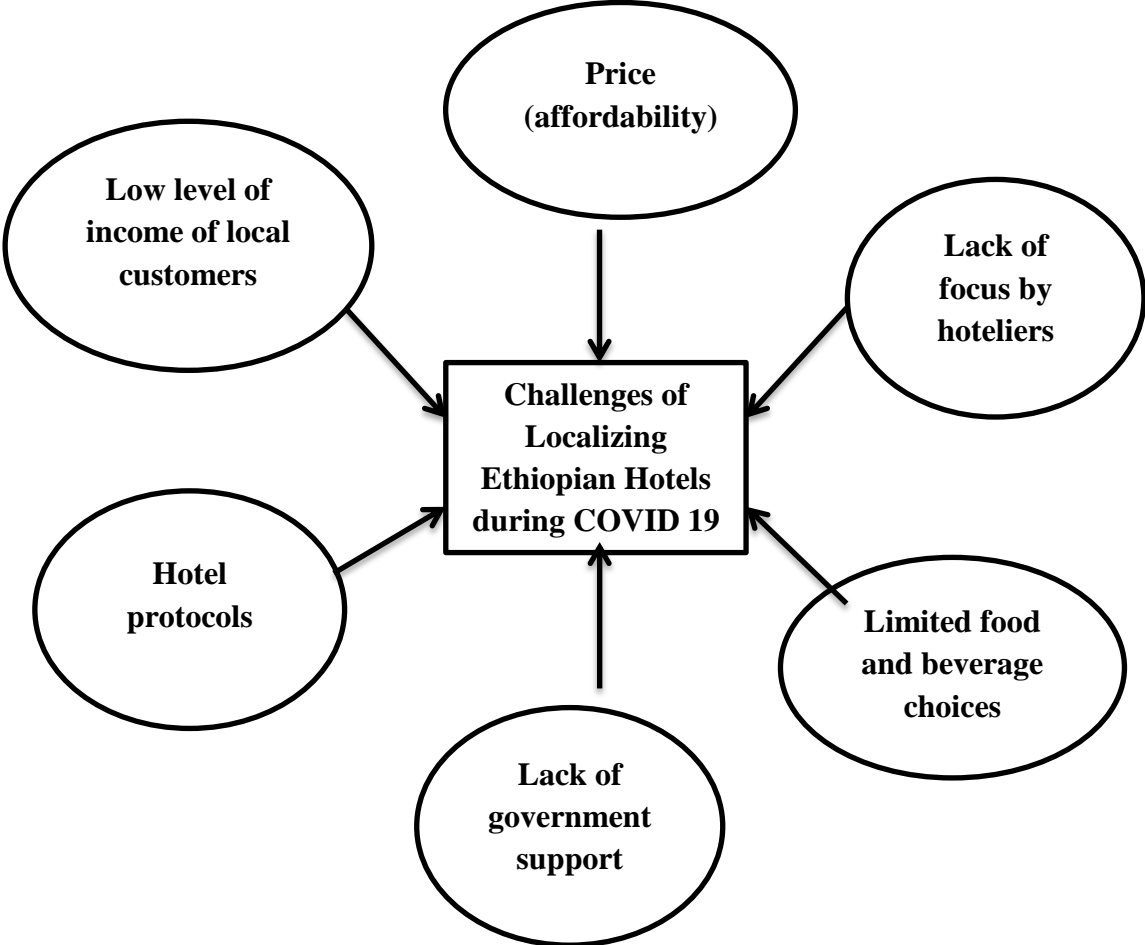 Price
(affordability)
Low level of
income of local
customers
Lack of
focus by
hoteliers
Challenges of
Localizing
Ethiopian Hotels
during COVID 19
Hotel
protocols
Limited food
and beverage
choices
Lack of
government
support